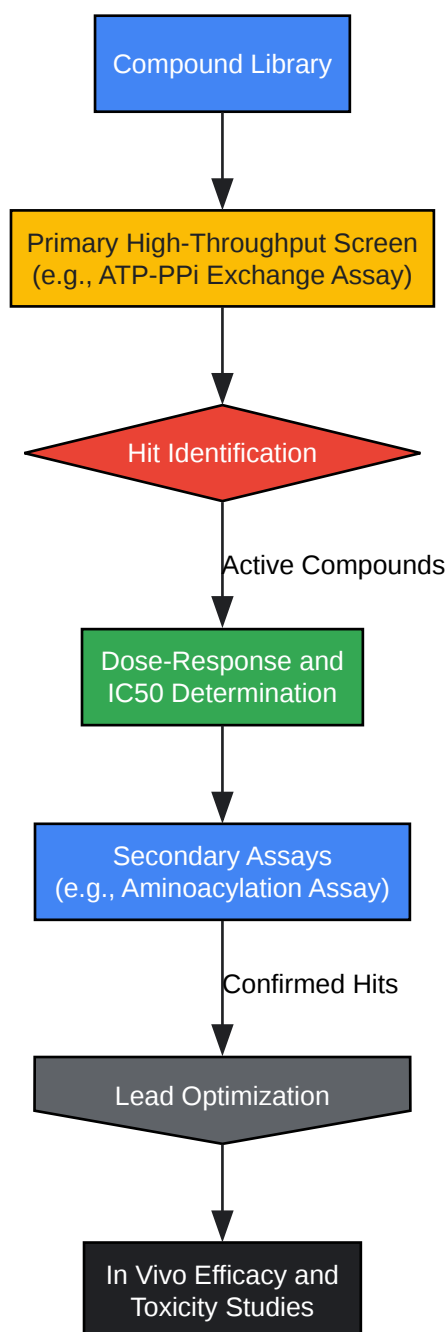 Compound Library
Primary High-Throughput Screen
(e.g., ATP-PPi Exchange Assay)
Hit Identification
Active Compounds
Dose-Response and
IC50 Determination
Secondary Assays
(e.g., Aminoacylation Assay)
Confirmed Hits
Lead Optimization
In Vivo Efficacy and
Toxicity Studies